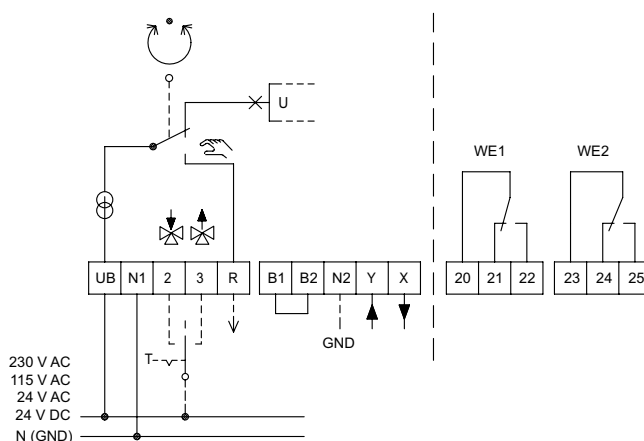 U
WE1 WE2
UB N1 2 3 R B1 B2 N2 Y X 20 21 22 23 24 25
GND
T
230 V AC
115 V AC
24 V AC
24 V DC
N (GND)